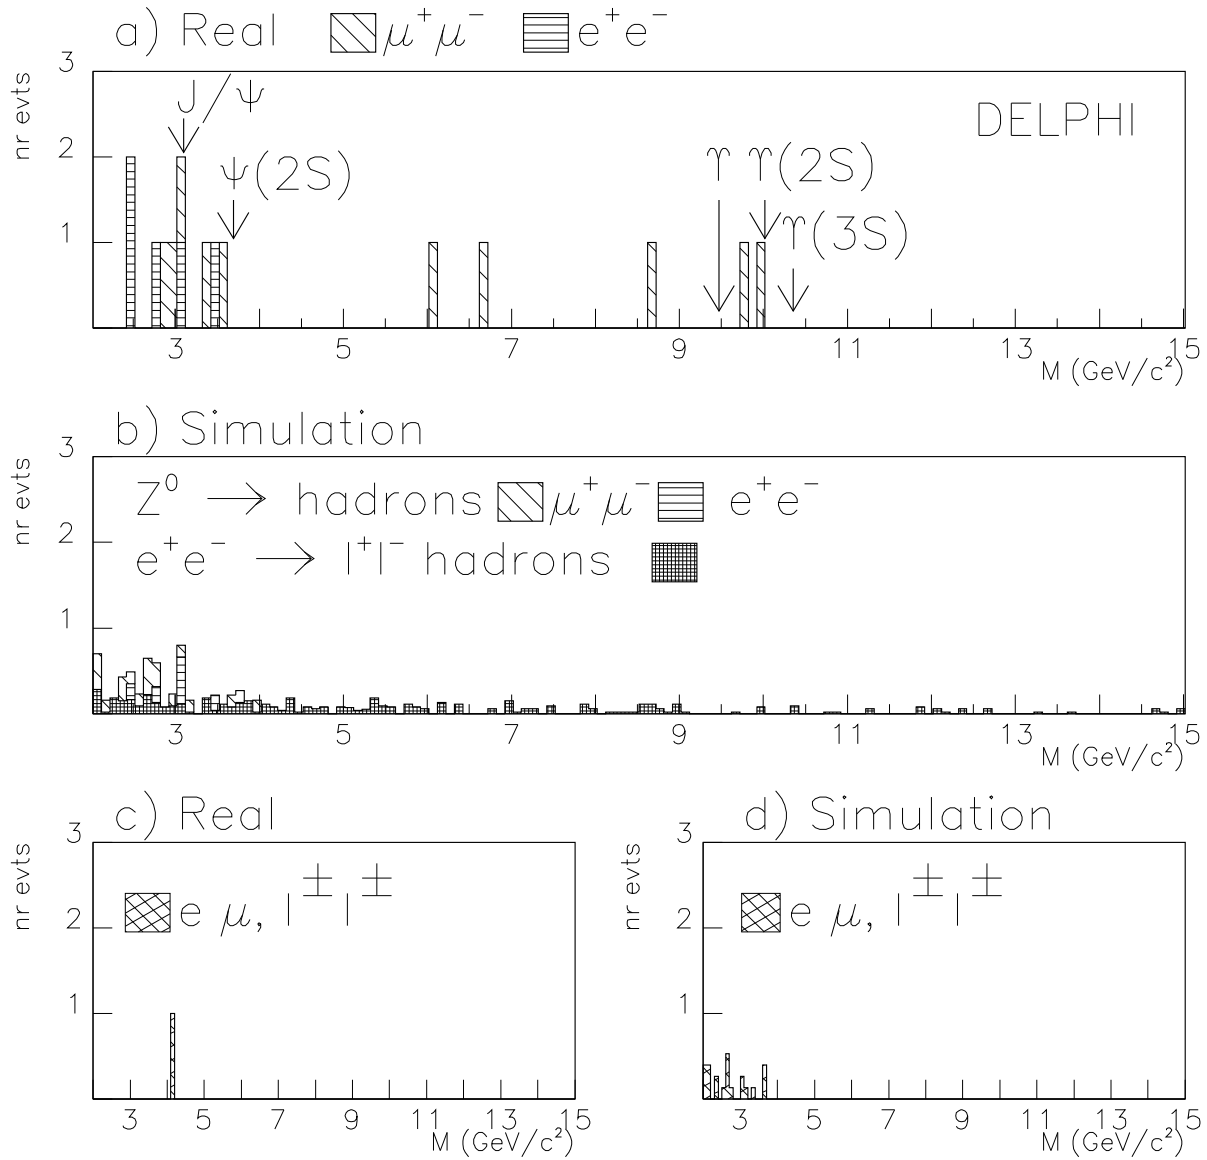 a) Real μ⁺μ⁻ e⁺e⁻
3
nr evts
J/ψ
DELPHI
2
ψ(2S)
ϒ ϒ(2S)
ϒ(3S)
1
3 5 7 9 11 13 15
M (GeV/c²)
b) Simulation
3
nr evts
Z⁰ → hadrons μ⁺μ⁻ e⁺e⁻
2
e⁺e⁻ → l⁺l⁻ hadrons
1
3 5 7 9 11 13 15
M (GeV/c²)
c) Real
3
nr evts
e μ, l^± l^±
2
1
3 5 7 9 11 13 15
M (GeV/c²)
d) Simulation
3
nr evts
e μ, l^± l^±
2
1
3 5 7 9 11 13 15
M (GeV/c²)